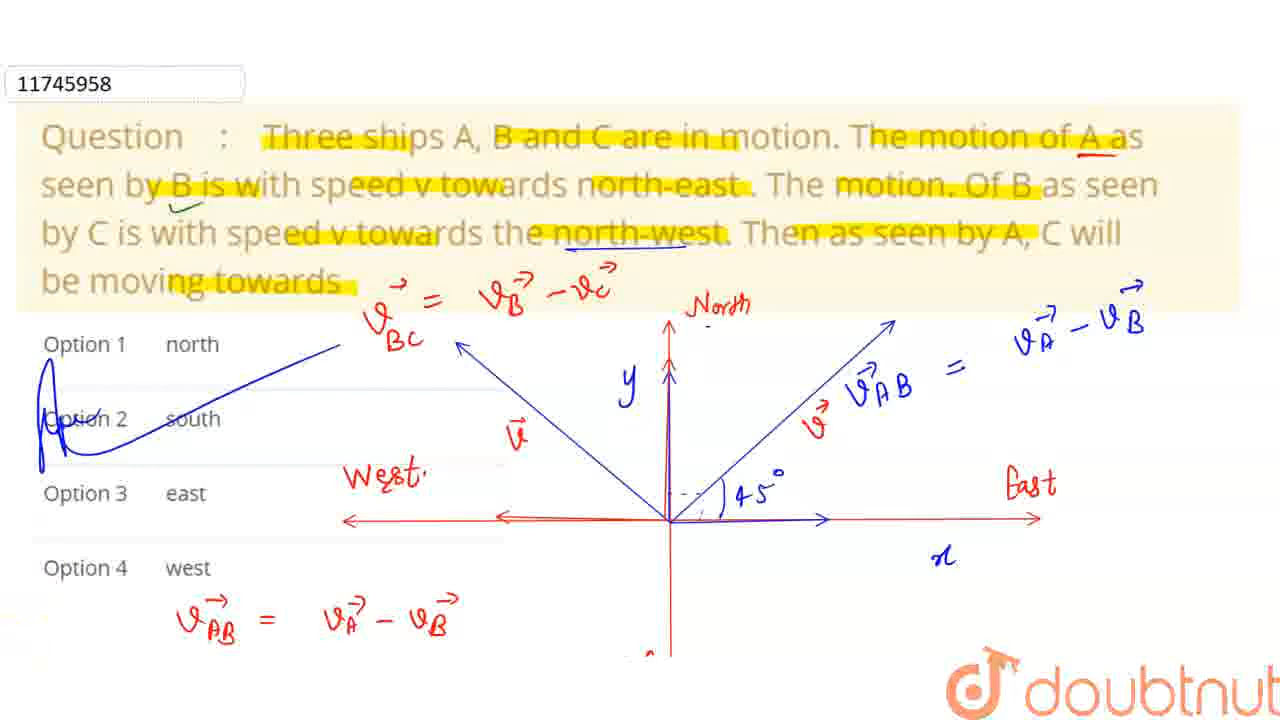 11745958
Question : Three ships A, B and C are in motion. The motion of A as
seen by B is with speed v towards north-east . The motion. Of B as seen
by C is with speed v towards the north-west. Then as seen by A, C will
be moving towards
v⃗BC = v⃗B − v⃗C
North
v⃗AB = v⃗A − v⃗B
Option 1 north
y
v⃗
Option 2 south
v⃗
West.
Option 3 east
45°
East
x
Option 4 west
v⃗AB = v⃗A − v⃗B
doubtnut